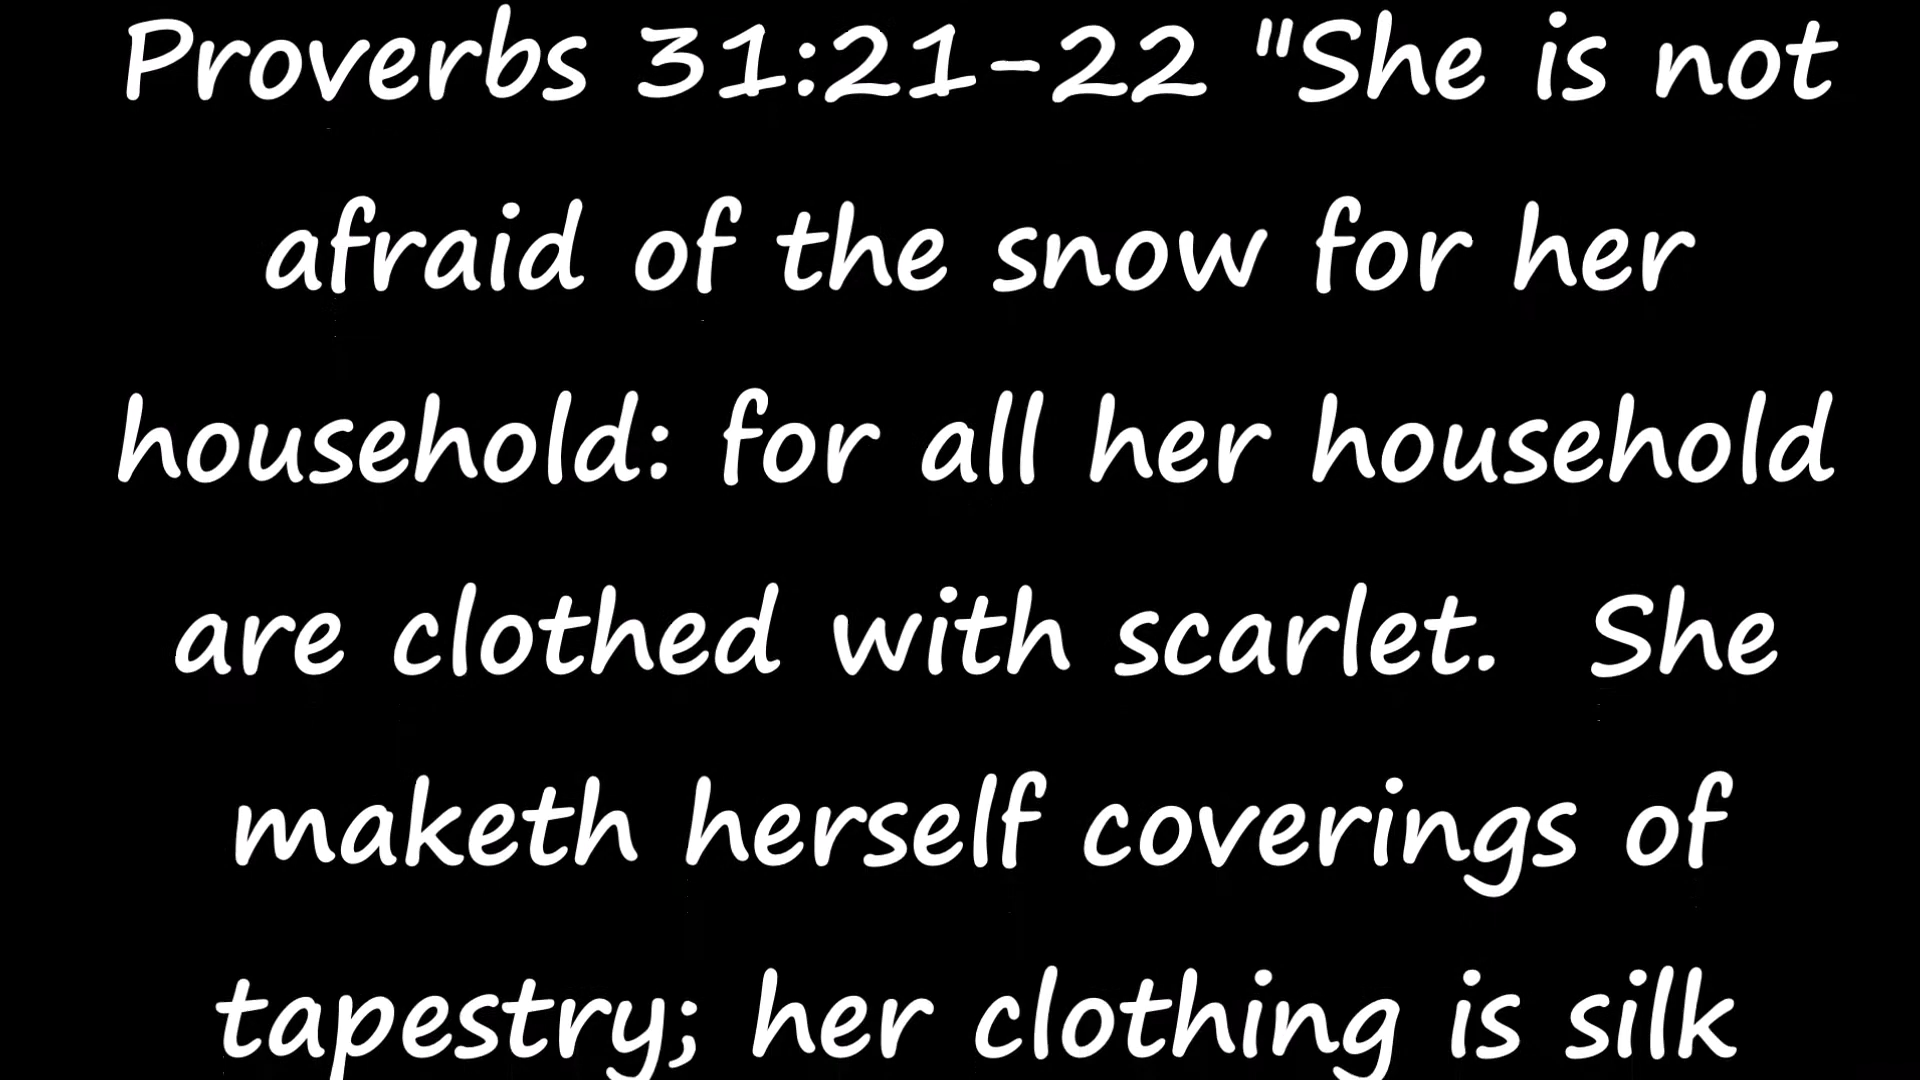 Proverbs 31:21-22 "She is not
afraid of the snow for her
household: for all her household
are clothed with scarlet.  She
maketh herself coverings of
tapestry; her clothing is silk